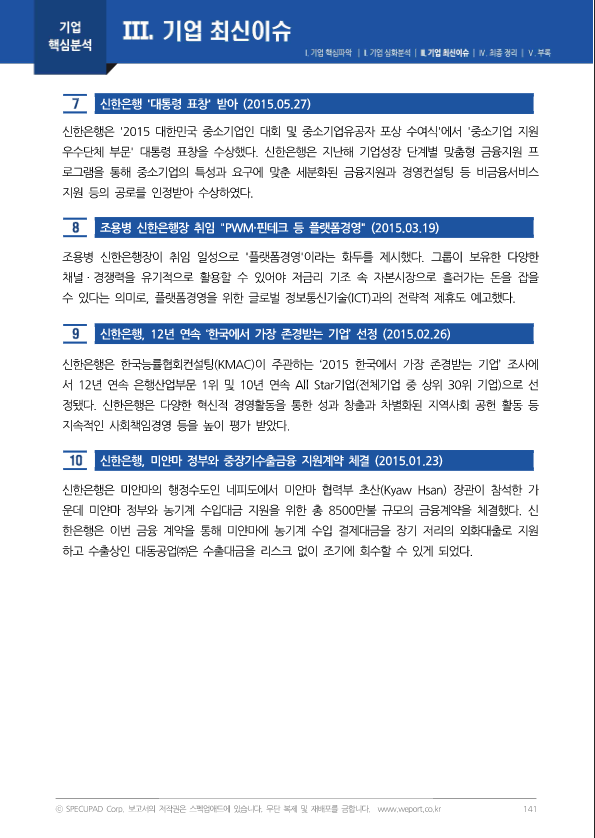 기업
핵심분석
III. 기업 최신이슈
I. 기업 핵심파악 | II. 기업 심화분석 | III. 기업 최신이슈 | IV. 최종 정리 | V. 부록
7 신한은행 '대통령 표창' 받아 (2015.05.27)
신한은행은 '2015 대한민국 중소기업인 대회 및 중소기업유공자 포상 수여식'에서 '중소기업 지원
우수단체 부문' 대통령 표창을 수상했다. 신한은행은 지난해 기업성장 단계별 맞춤형 금융지원 프
로그램을 통해 중소기업의 특성과 요구에 맞춘 세분화된 금융지원과 경영컨설팅 등 비금융서비스
지원 등의 공로를 인정받아 수상하였다.
8 조용병 신한은행장 취임 "PWM·핀테크 등 플랫폼경영" (2015.03.19)
조용병 신한은행장이 취임 일성으로 '플랫폼경영'이라는 화두를 제시했다. 그룹이 보유한 다양한
채널·경쟁력을 유기적으로 활용할 수 있어야 저금리 기조 속 자본시장으로 흘러가는 돈을 잡을
수 있다는 의미로, 플랫폼경영을 위한 글로벌 정보통신기술(ICT)과의 전략적 제휴도 예고했다.
9 신한은행, 12년 연속 '한국에서 가장 존경받는 기업' 선정 (2015.02.26)
신한은행은 한국능률협회컨설팅(KMAC)이 주관하는 '2015 한국에서 가장 존경받는 기업' 조사에
서 12년 연속 은행산업부문 1위 및 10년 연속 All Star기업(전체기업 중 상위 30위 기업)으로 선
정됐다. 신한은행은 다양한 혁신적 경영활동을 통한 성과 창출과 차별화된 지역사회 공헌 활동 등
지속적인 사회책임경영 등을 높이 평가 받았다.
10 신한은행, 미얀마 정부와 중장기수출금융 지원계약 체결 (2015.01.23)
신한은행은 미얀마의 행정수도인 네피도에서 미얀마 협력부 초산(Kyaw Hsan) 장관이 참석한 가
운데 미얀마 정부와 농기계 수입대금 지원을 위한 총 8500만불 규모의 금융계약을 체결했다. 신
한은행은 이번 금융 계약을 통해 미얀마에 농기계 수입 결제대금을 장기 저리의 외화대출로 지원
하고 수출상인 대동공업㈜은 수출대금을 리스크 없이 조기에 회수할 수 있게 되었다.
ⓒ SPECUPAD Corp. 보고서의 저작권은 스펙업애드에 있습니다. 무단 복제 및 재배포를 금합니다. www.weport.co.kr 141